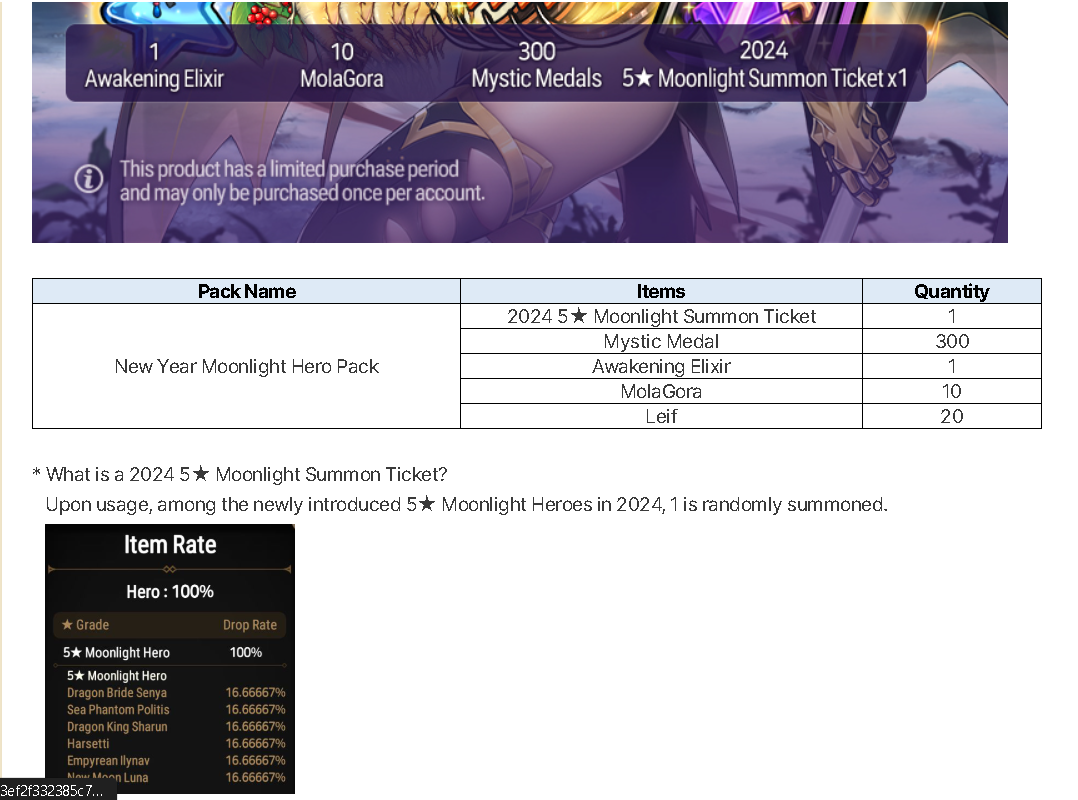 1 10 300 2024
Awakening Elixir MolaGora Mystic Medals 5★ Moonlight Summon Ticket x1
This product has a limited purchase period
and may only be purchased once per account.
Pack Name Items Quantity
New Year Moonlight Hero Pack
2024 5★ Moonlight Summon Ticket 1
Mystic Medal 300
Awakening Elixir 1
MolaGora 10
Leif 20
* What is a 2024 5★ Moonlight Summon Ticket?
Upon usage, among the newly introduced 5★ Moonlight Heroes in 2024, 1 is randomly summoned.
Item Rate
Hero : 100%
★ Grade Drop Rate
5★ Moonlight Hero 100%
5★ Moonlight Hero
Dragon Bride Senya 16.66667%
Sea Phantom Politis 16.66667%
Dragon King Sharun 16.66667%
Harsetti 16.66667%
Empyrean Ilynav 16.66667%
New Moon Luna 16.66667%
3ef2f332385c7...